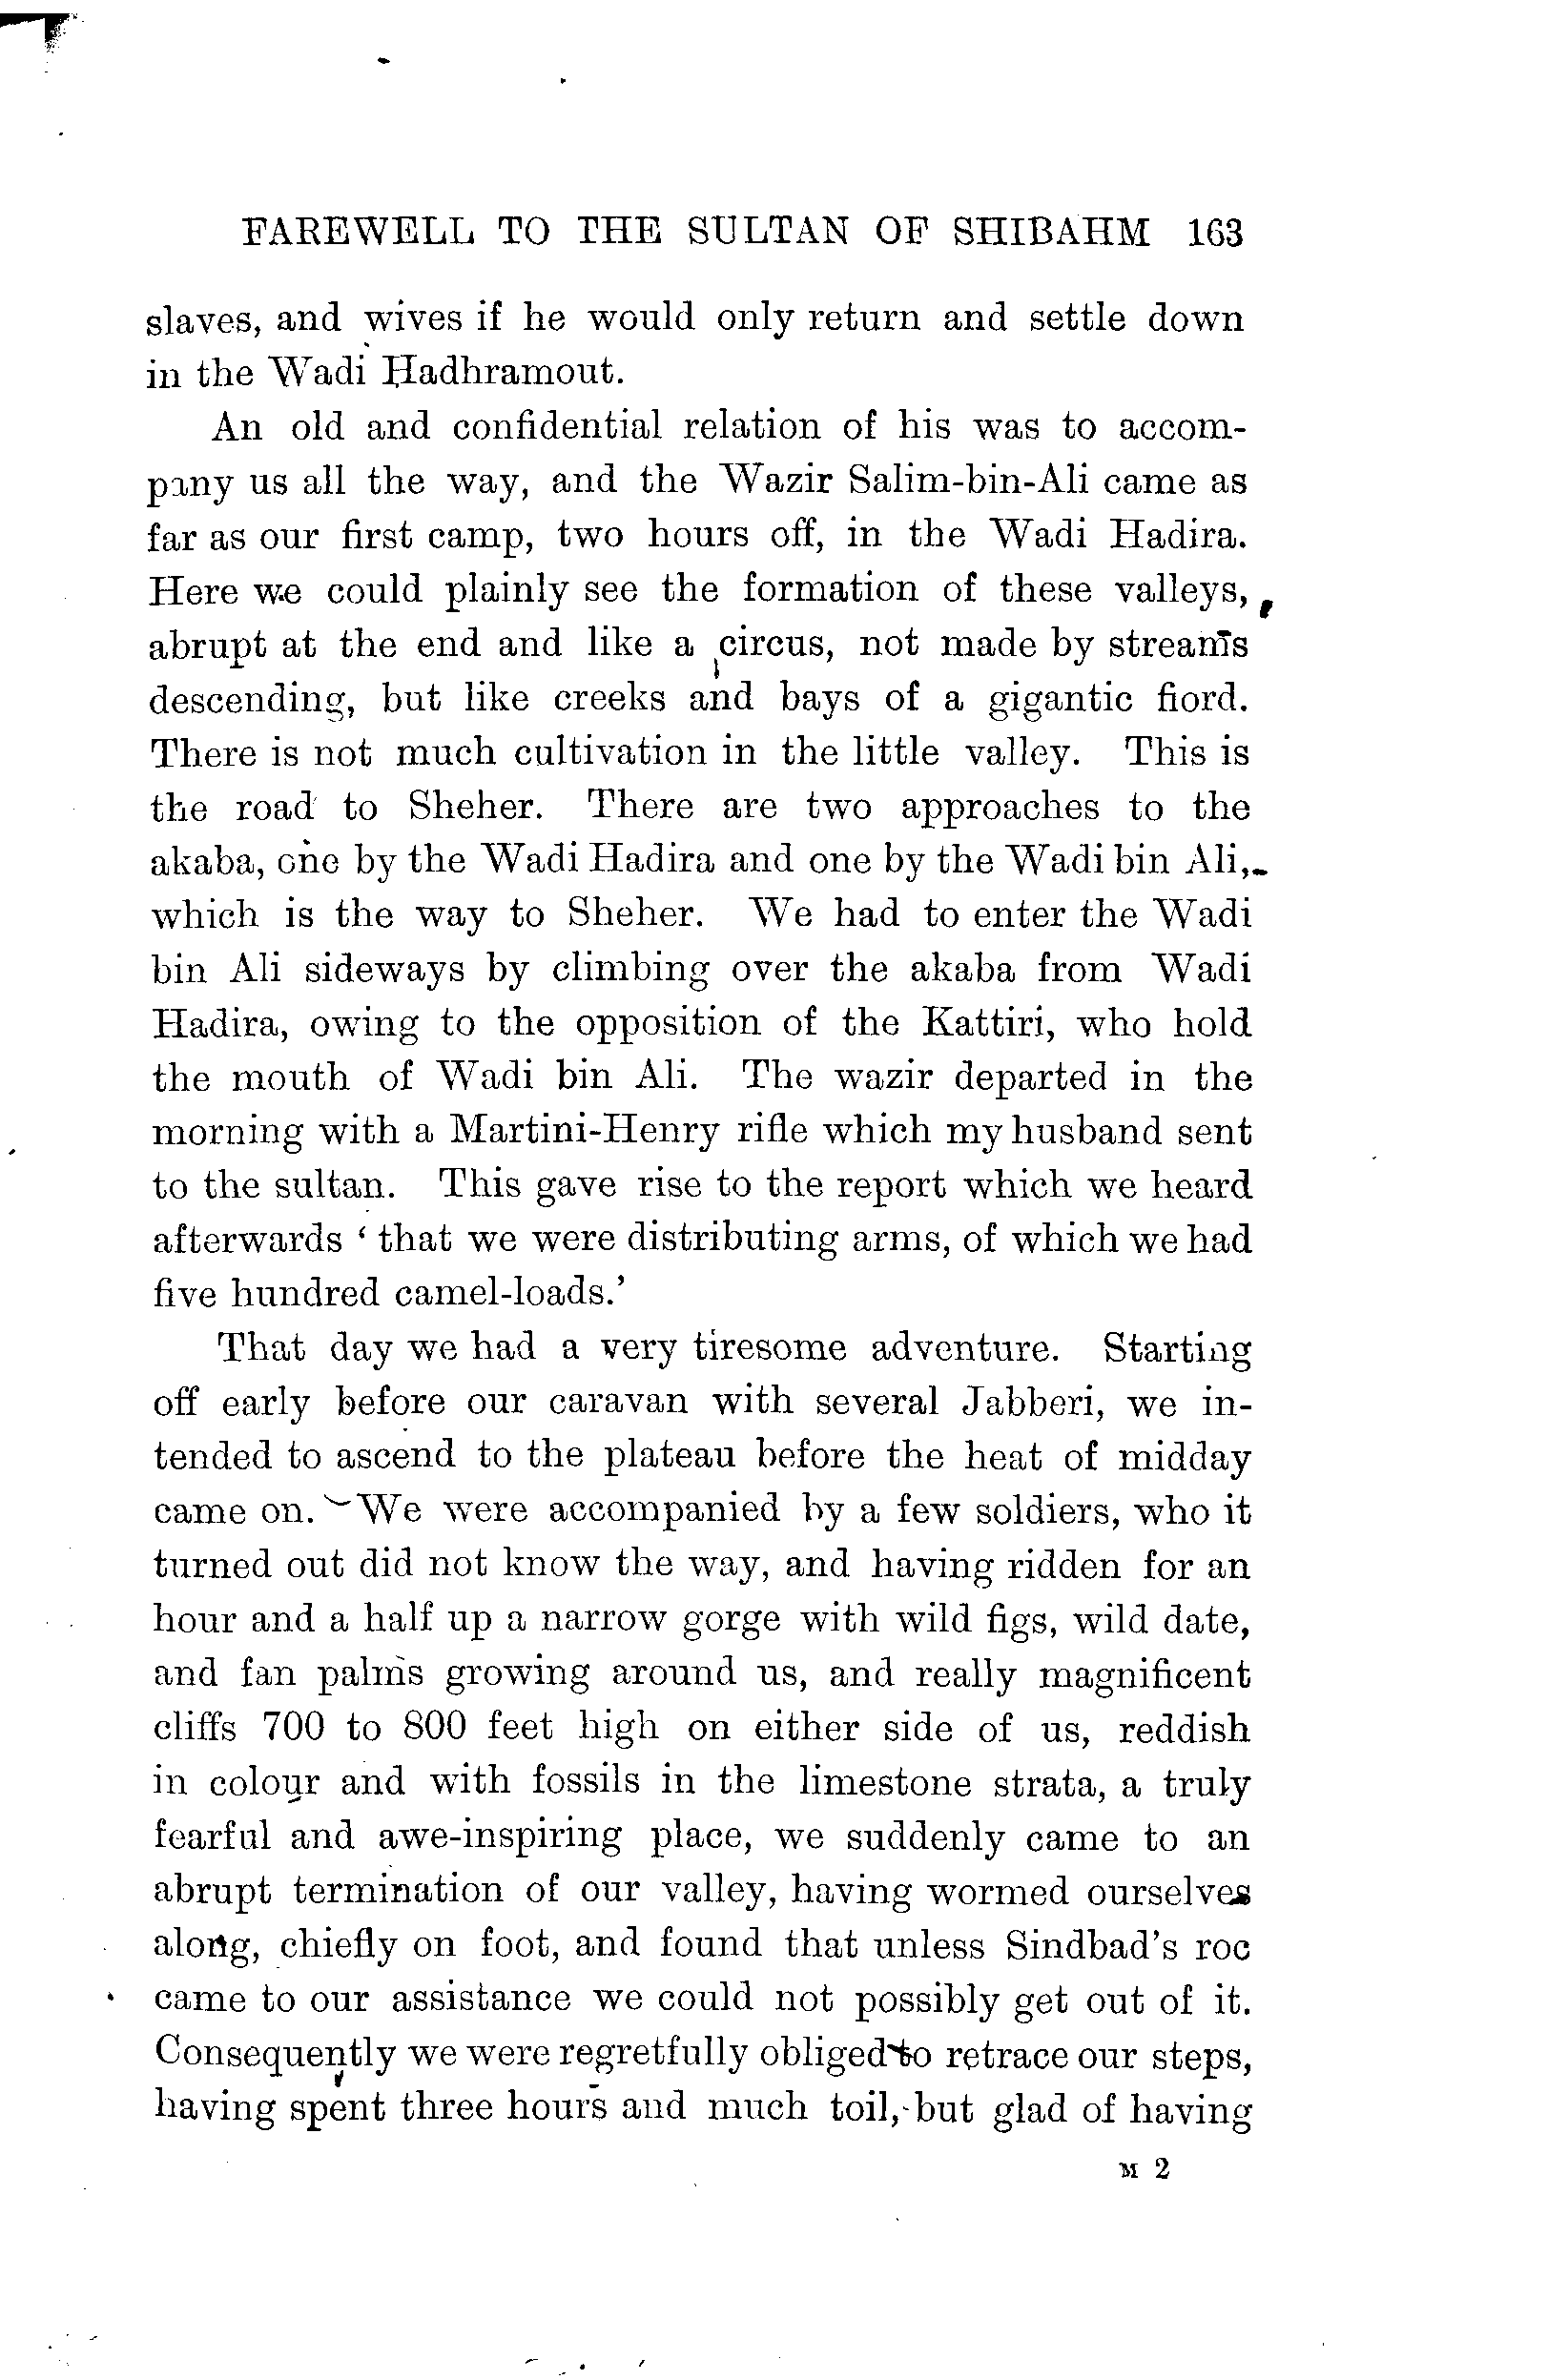 FAREWELL TO THE SULTAN OF SHIBAHM 163
slaves, and wives if he would only return and settle down
in the Wadi Hadhramout.
An old and confidential relation of his was to accom-
pany us all the way, and the Wazir Salim-bin-Ali came as
far as our first camp, two hours off, in the Wadi Hadira.
Here we could plainly see the formation of these valleys,
abrupt at the end and like a circus, not made by streams
descending, but like creeks and bays of a gigantic fiord.
There is not much cultivation in the little valley. This is
the road to Sheher. There are two approaches to the
akaba, one by the Wadi Hadira and one by the Wadi bin Ali,
which is the way to Sheher. We had to enter the Wadi
bin Ali sideways by climbing over the akaba from Wadi
Hadira, owing to the opposition of the Kattiri, who hold
the mouth of Wadi bin Ali. The wazir departed in the
morning with a Martini-Henry rifle which my husband sent
to the sultan. This gave rise to the report which we heard
afterwards ‘ that we were distributing arms, of which we had
five hundred camel-loads.’
That day we had a very tiresome adventure. Starting
off early before our caravan with several Jabberi, we in-
tended to ascend to the plateau before the heat of midday
came on. We were accompanied by a few soldiers, who it
turned out did not know the way, and having ridden for an
hour and a half up a narrow gorge with wild figs, wild date,
and fan palms growing around us, and really magnificent
cliffs 700 to 800 feet high on either side of us, reddish
in colour and with fossils in the limestone strata, a truly
fearful and awe-inspiring place, we suddenly came to an
abrupt termination of our valley, having wormed ourselves
along, chiefly on foot, and found that unless Sindbad's roc
came to our assistance we could not possibly get out of it.
Consequently we were regretfully obliged to retrace our steps,
having spent three hours and much toil, but glad of having
M 2